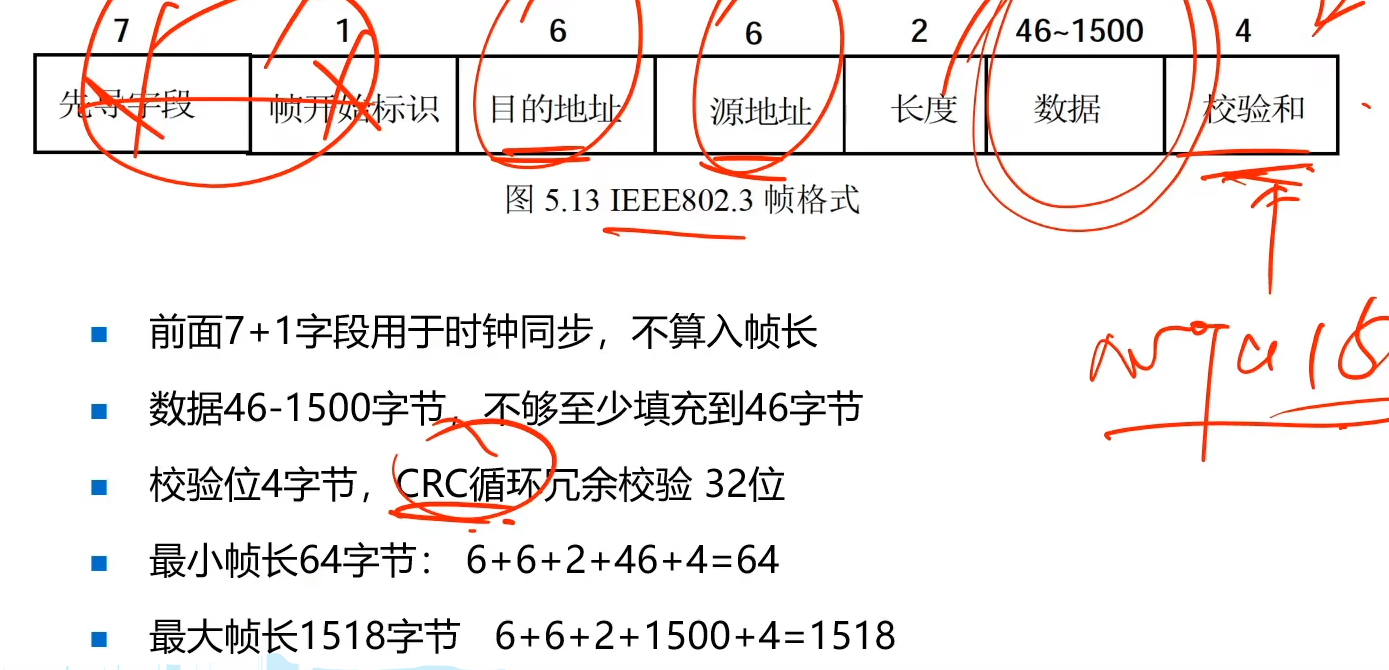 7 1 6 6 2 46~1500 4
先导字段 帧开始标识 目的地址 源地址 长度 数据 校验和
图 5.13 IEEE802.3 帧格式
前面7+1字段用于时钟同步，不算入帧长
数据46-1500字节，不够至少填充到46字节
校验位4字节，CRC循环冗余校验 32位
最小帧长64字节： 6+6+2+46+4=64
最大帧长1518字节 6+6+2+1500+4=1518